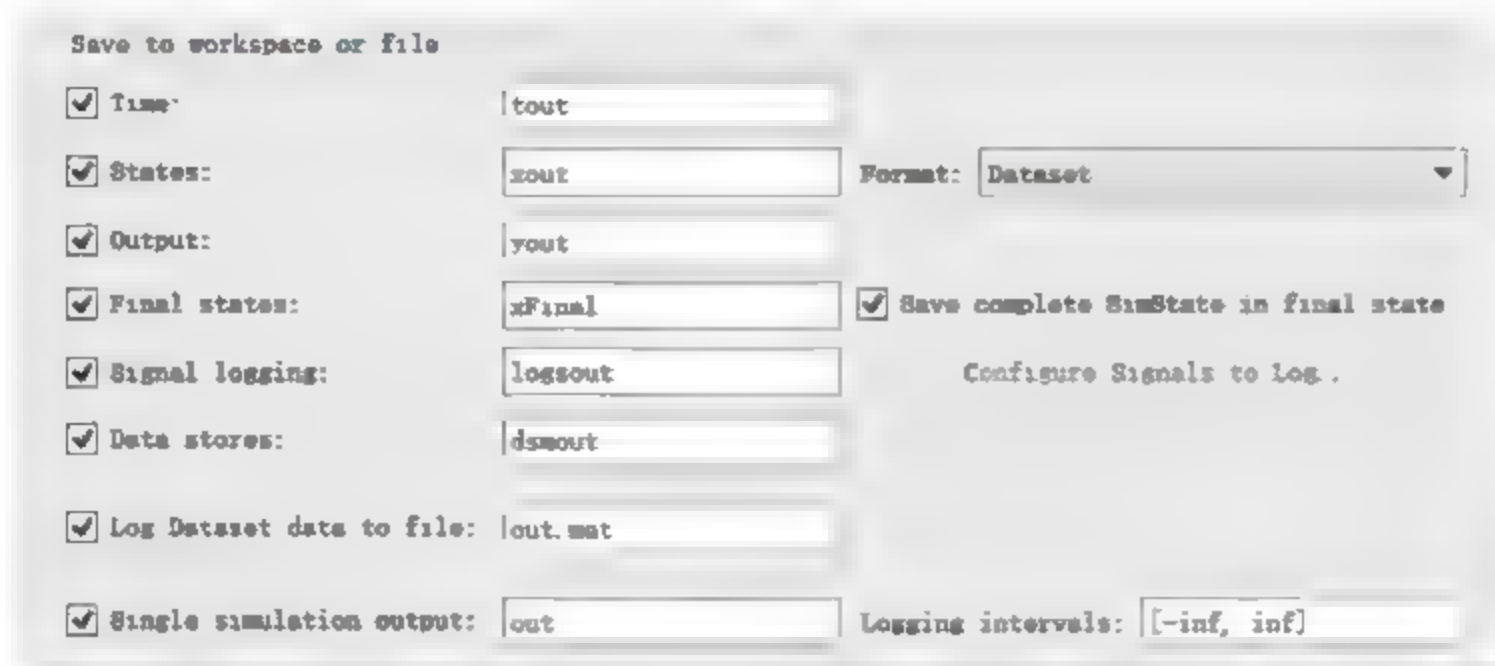 Save to workspace or file
Time: tout
States: xout Format: Dataset
Output: yout
Final states: xFinal Save complete SimState in final state
Signal logging: logsout Configure Signals to Log.
Data stores: dsmout
Log Dataset data to file: out.mat
Single simulation output: out Logging intervals: [-inf, inf]